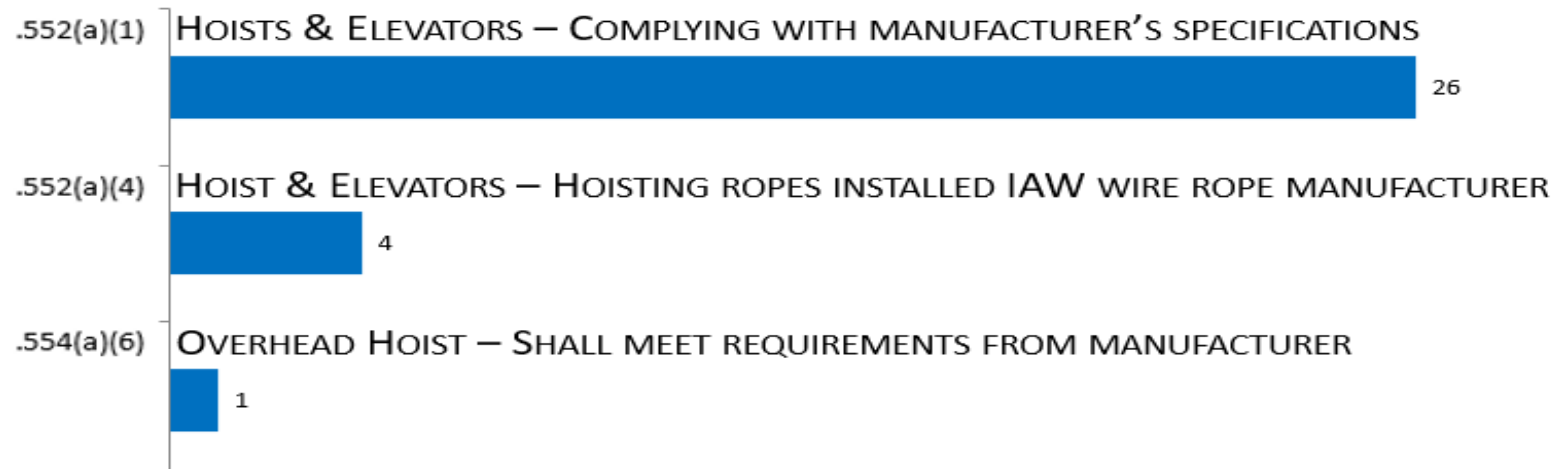 .552(a)(1) HOISTS & ELEVATORS – COMPLYING WITH MANUFACTURER'S SPECIFICATIONS
26
.552(a)(4) HOIST & ELEVATORS – HOISTING ROPES INSTALLED IAW WIRE ROPE MANUFACTURER
4
.554(a)(6) OVERHEAD HOIST – SHALL MEET REQUIREMENTS FROM MANUFACTURER
1